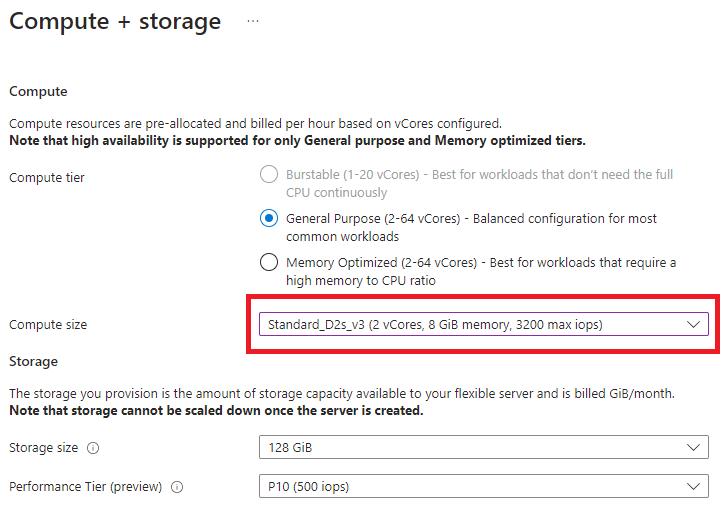 Compute + storage ...
Compute
Compute resources are pre-allocated and billed per hour based on vCores configured.
Note that high availability is supported for only General purpose and Memory optimized tiers.
Compute tier
Burstable (1-20 vCores) - Best for workloads that don't need the full
CPU continuously
General Purpose (2-64 vCores) - Balanced configuration for most
common workloads
Memory Optimized (2-64 vCores) - Best for workloads that require a
high memory to CPU ratio
Compute size
Standard_D2s_v3 (2 vCores, 8 GiB memory, 3200 max iops)
Storage
The storage you provision is the amount of storage capacity available to your flexible server and is billed GiB/month.
Note that storage cannot be scaled down once the server is created.
Storage size
128 GiB
Performance Tier (preview)
P10 (500 iops)